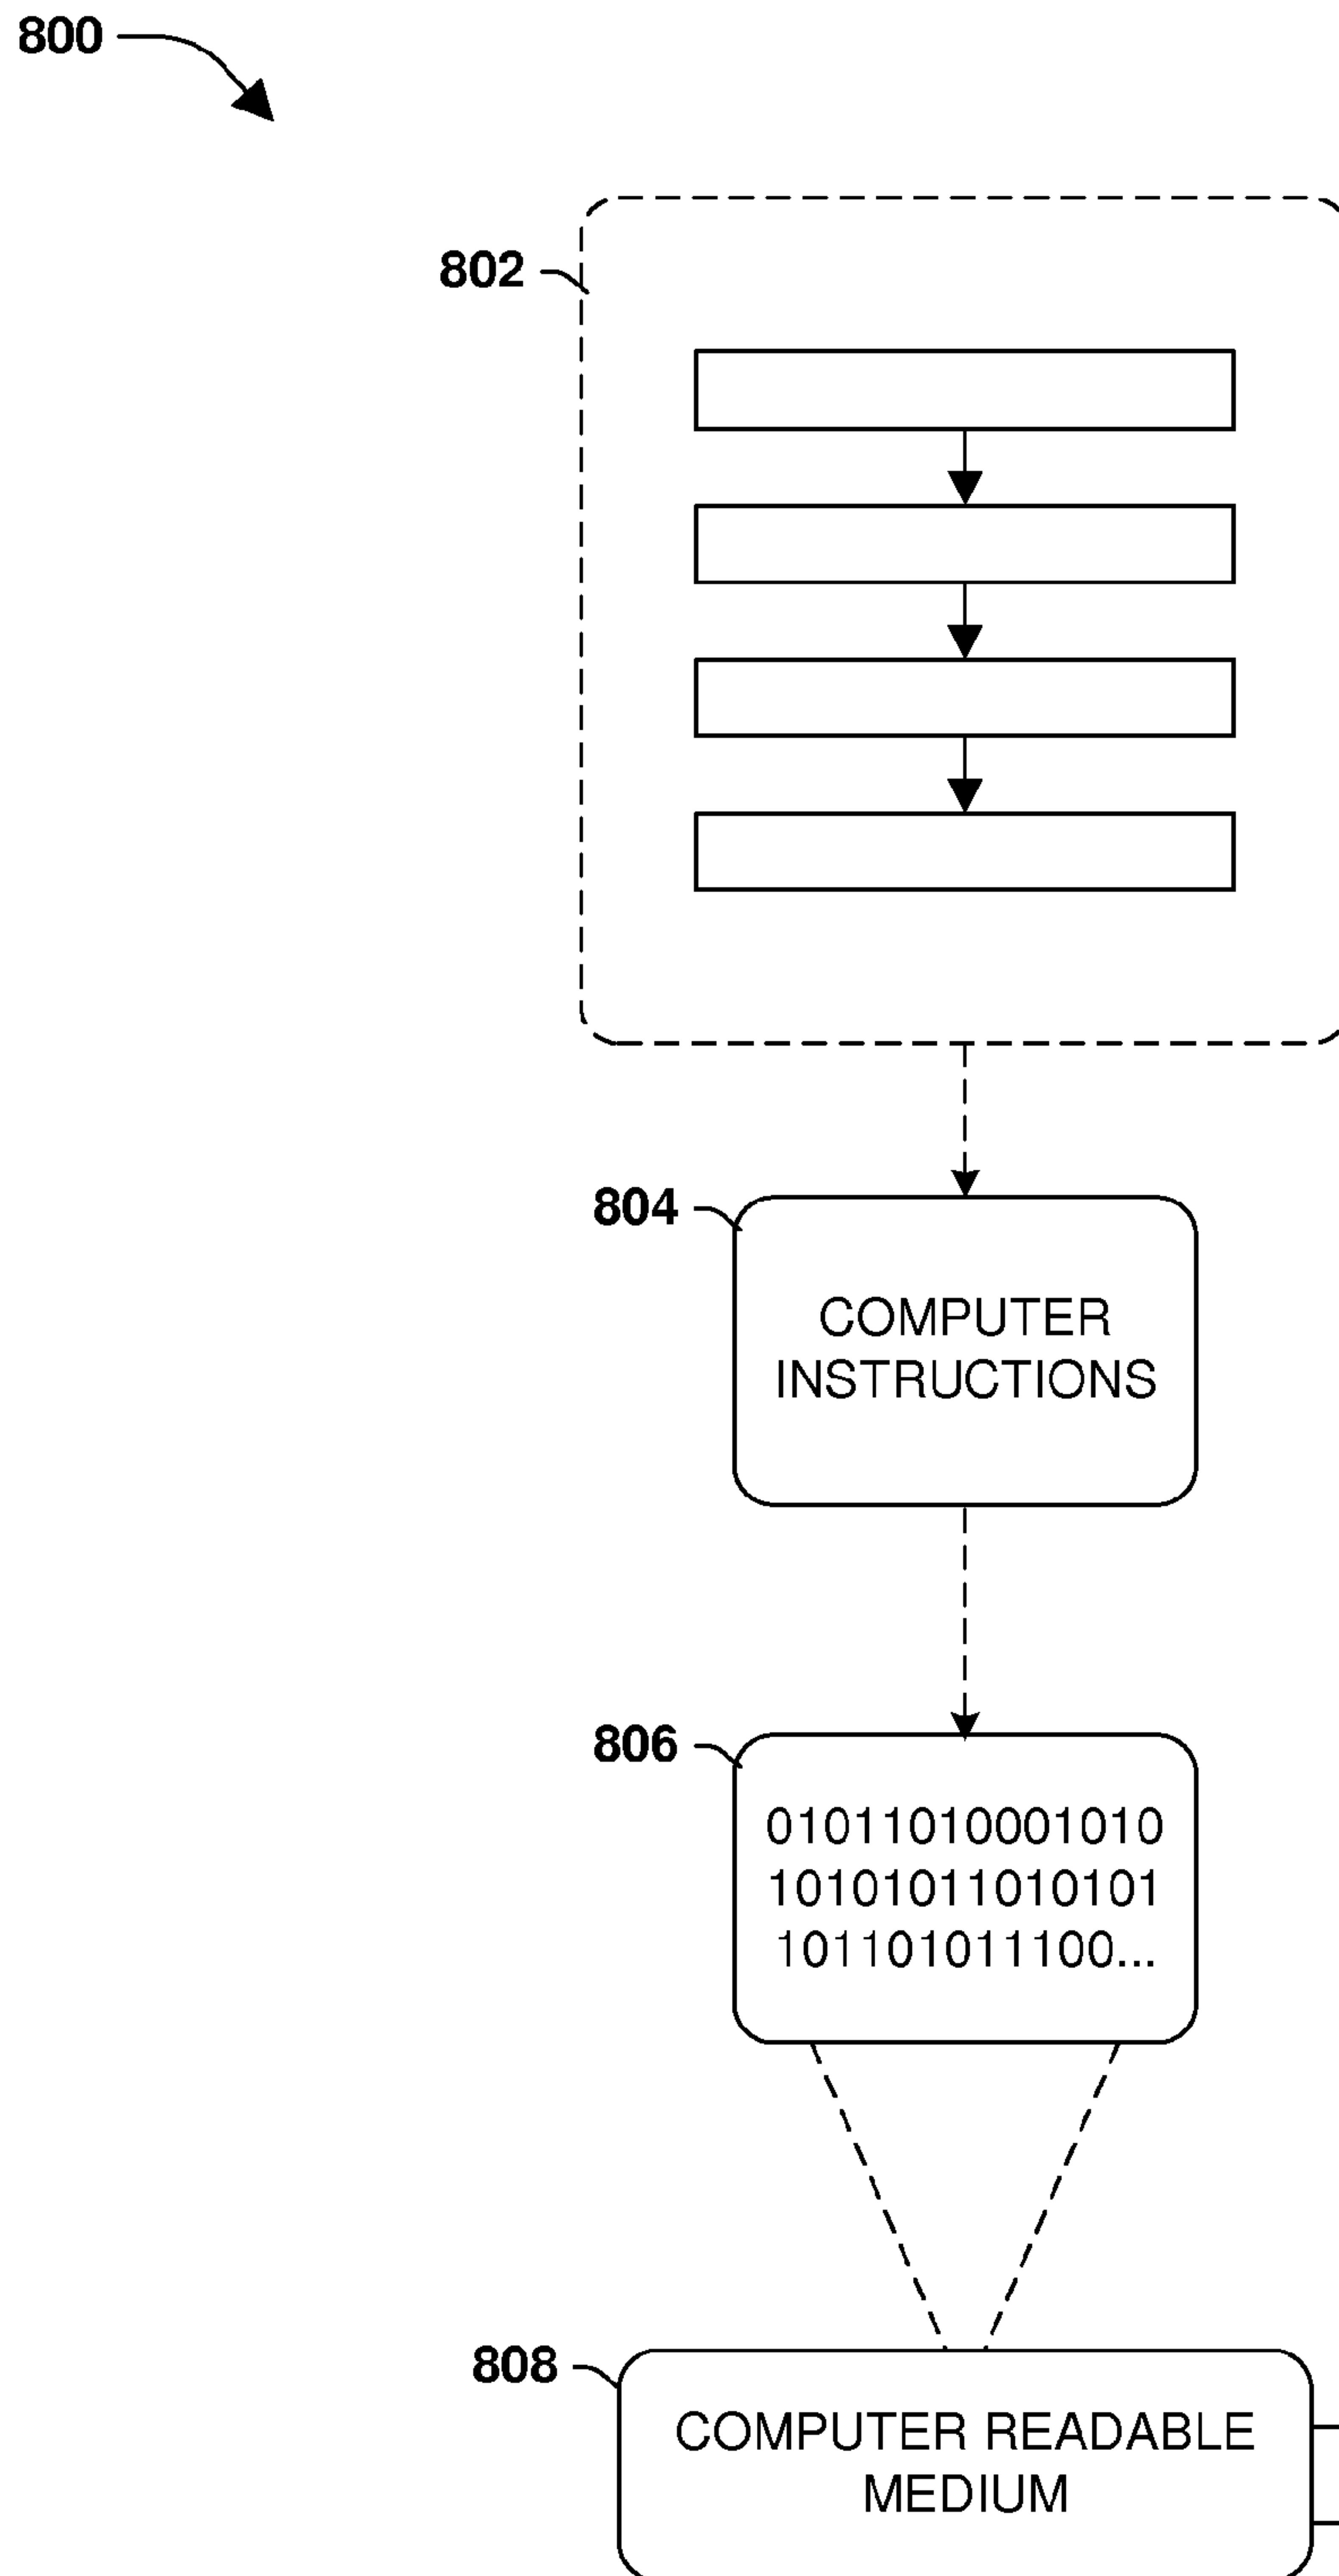 800
802
804
COMPUTER
INSTRUCTIONS
806
01011010001010
10101011010101
101101011100...
808
COMPUTER READABLE
MEDIUM